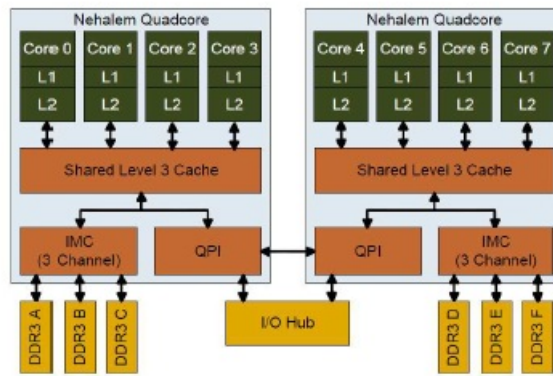 Nehalem Quadcore
Core 0 Core 1 Core 2 Core 3
L1 L1 L1 L1
L2 L2 L2 L2
Shared Level 3 Cache
IMC
(3 Channel)
QPI
DDR3 A
DDR3 B
DDR3 C
Nehalem Quadcore
Core 4 Core 5 Core 6 Core 7
L1 L1 L1 L1
L2 L2 L2 L2
Shared Level 3 Cache
QPI
IMC
(3 Channel)
I/O Hub
DDR3 D
DDR3 E
DDR3 F